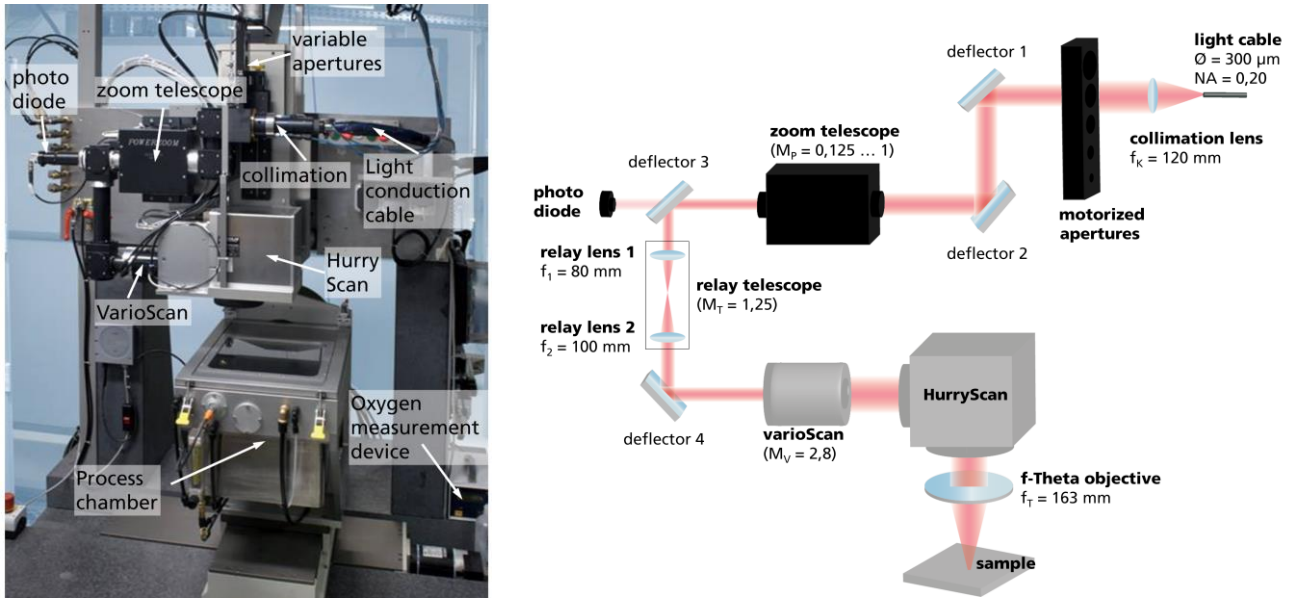 variable
apertures
photo
diode
zoom telescope
POWERZOOM
collimation
Light
conduction
cable
Hurry
Scan
VarioScan
Oxygen
measurement
device
Process
chamber
deflector 1
light cable
Ø = 300 µm
NA = 0,20
collimation lens
f_K = 120 mm
motorized
apertures
deflector 2
zoom telescope
(M_P = 0,125 ... 1)
deflector 3
photo
diode
relay lens 1
f_1 = 80 mm
relay telescope
(M_T = 1,25)
relay lens 2
f_2 = 100 mm
deflector 4
varioScan
(M_V = 2,8)
HurryScan
f-Theta objective
f_T = 163 mm
sample